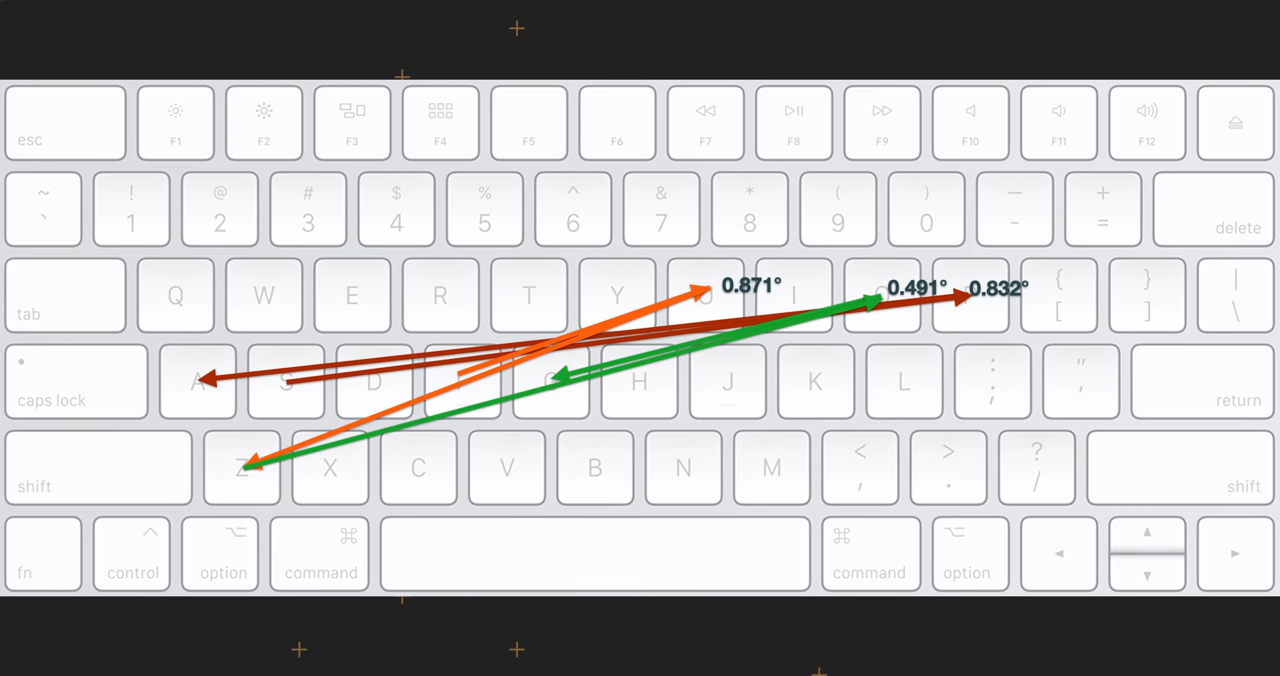 esc F1 F2 F3 F4 F5 F6 F7 F8 F9 F10 F11 F12
~ ! @ # $ % ^ & * ( ) — +
` 1 2 3 4 5 6 7 8 9 0 - = delete
0.871° 0.491° 0.832°
{ } |
tab Q W E R T Y U I O [ ] \
A S D F G H J K L : ; " ,
caps lock return
< > ?
shift Z X C V B N M , . / shift
fn control option command command option